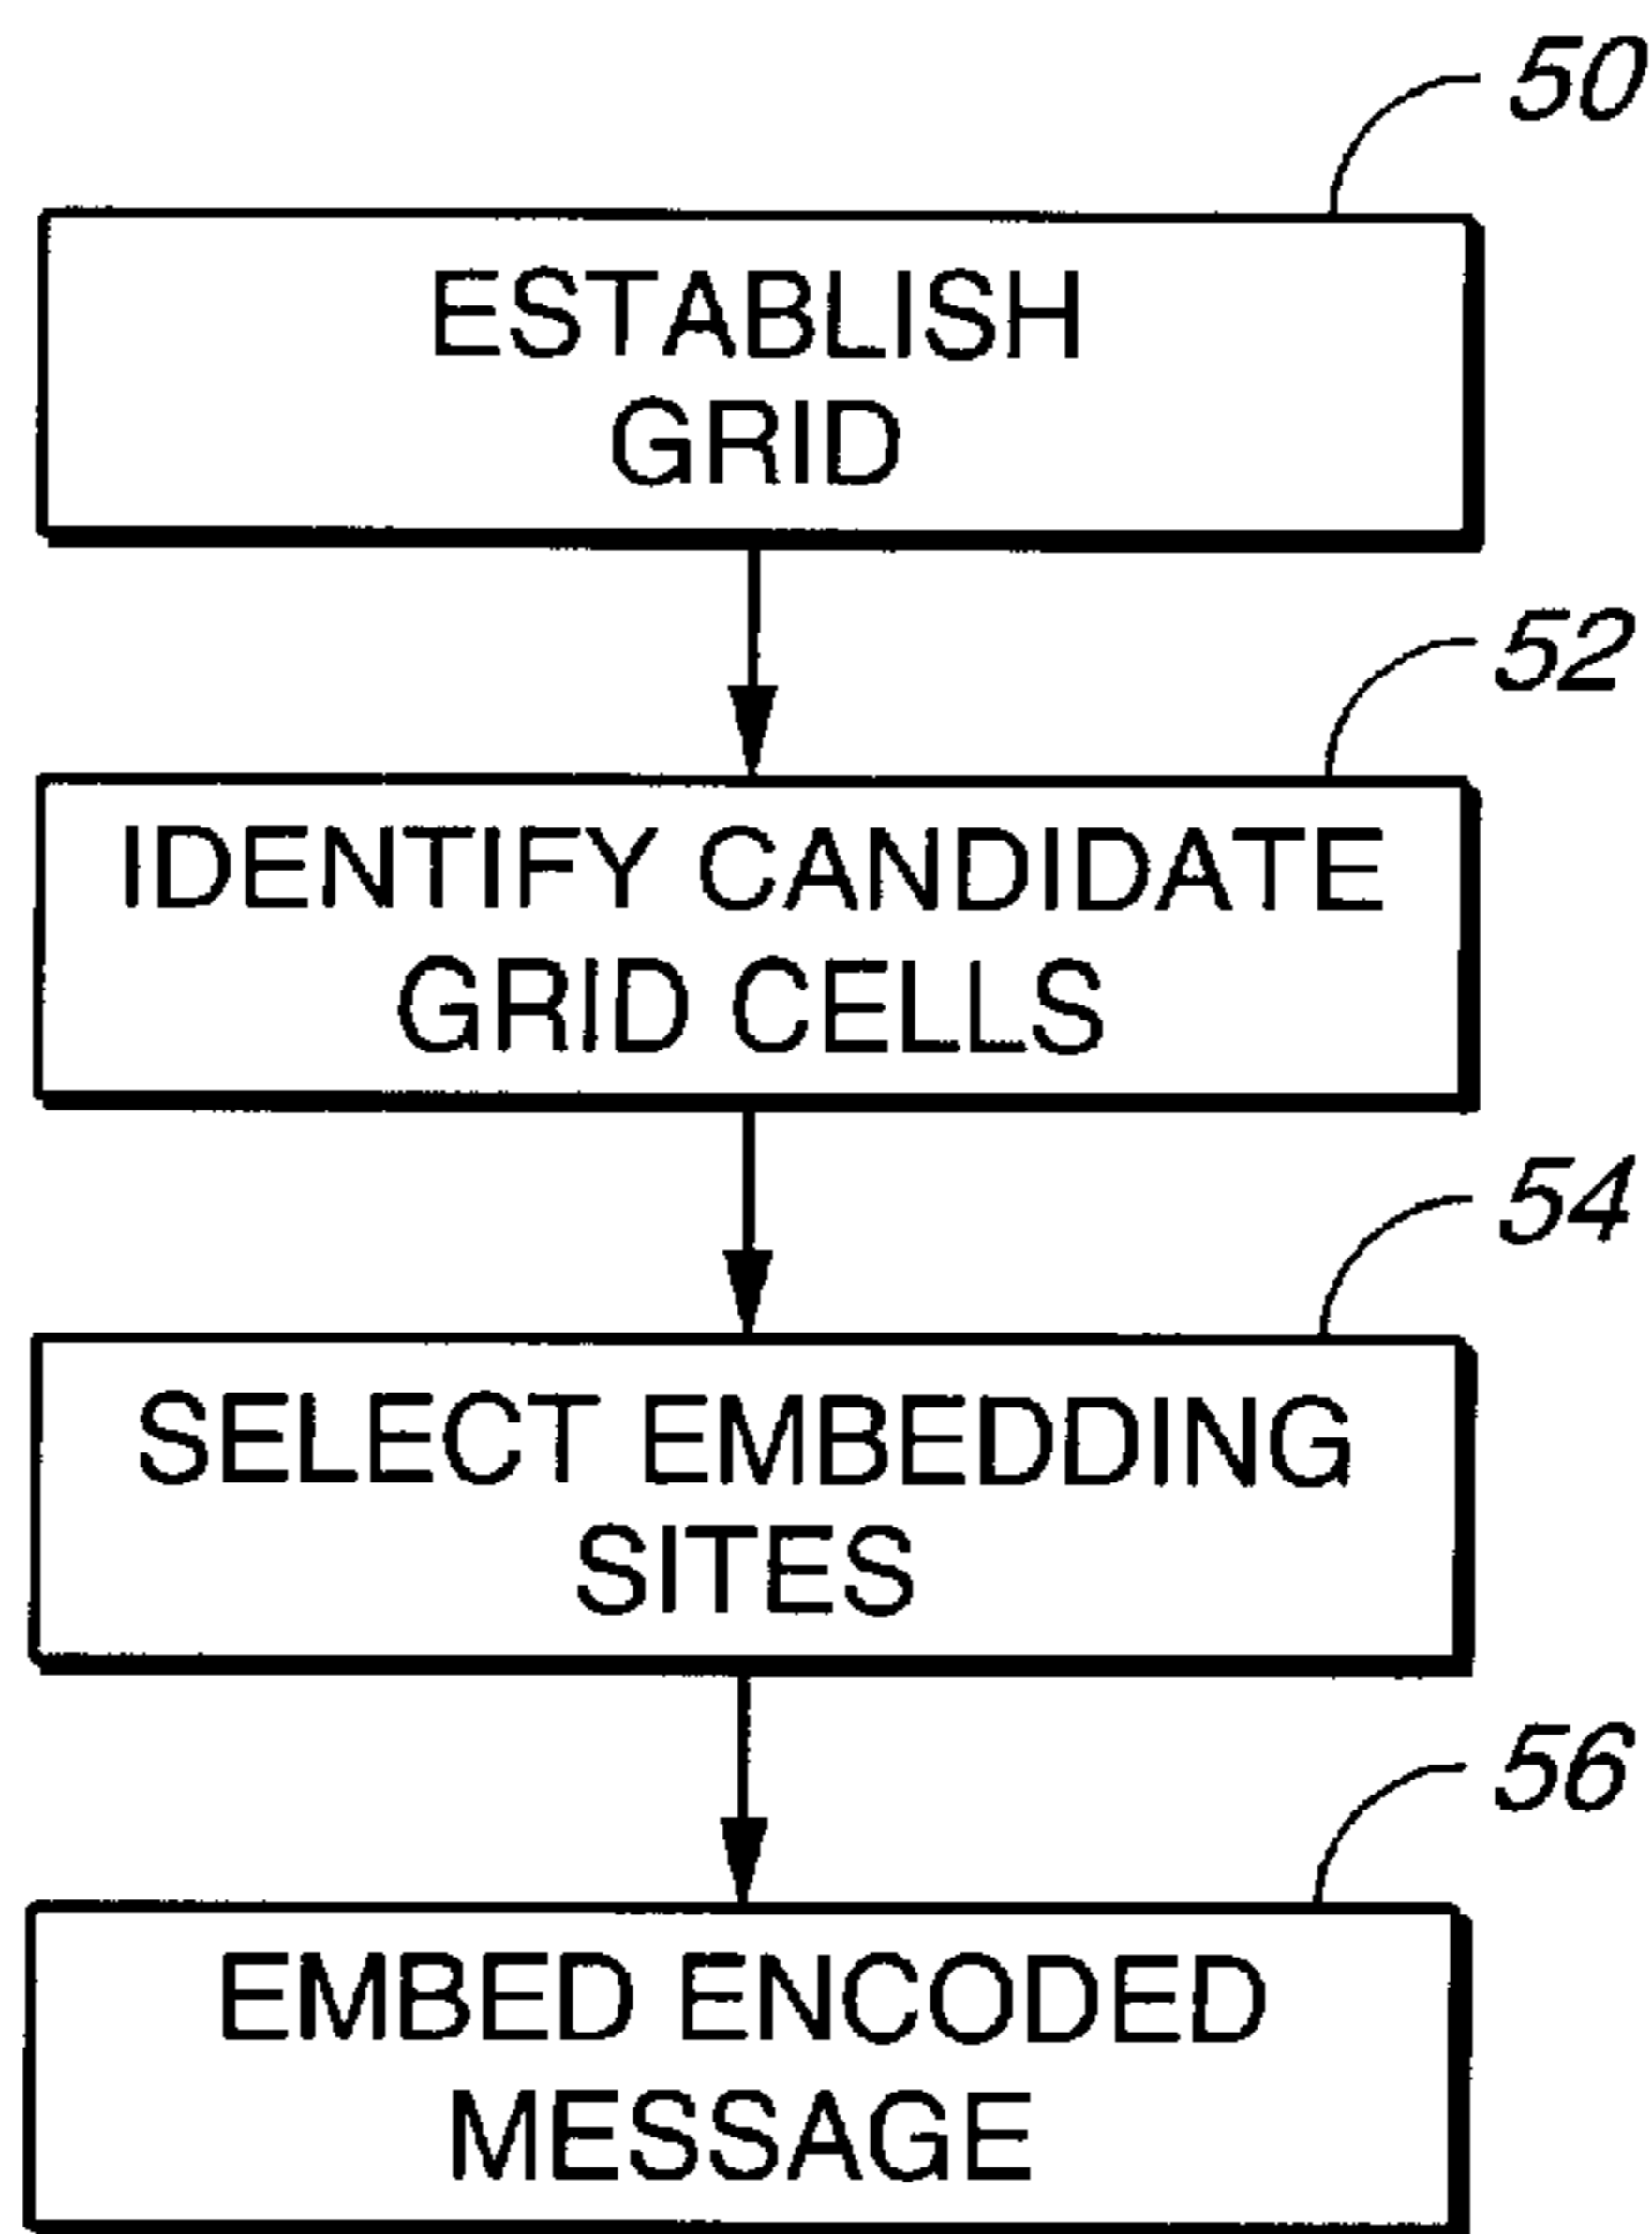 50
ESTABLISH
GRID
52
IDENTIFY CANDIDATE
GRID CELLS
54
SELECT EMBEDDING
SITES
56
EMBED ENCODED
MESSAGE